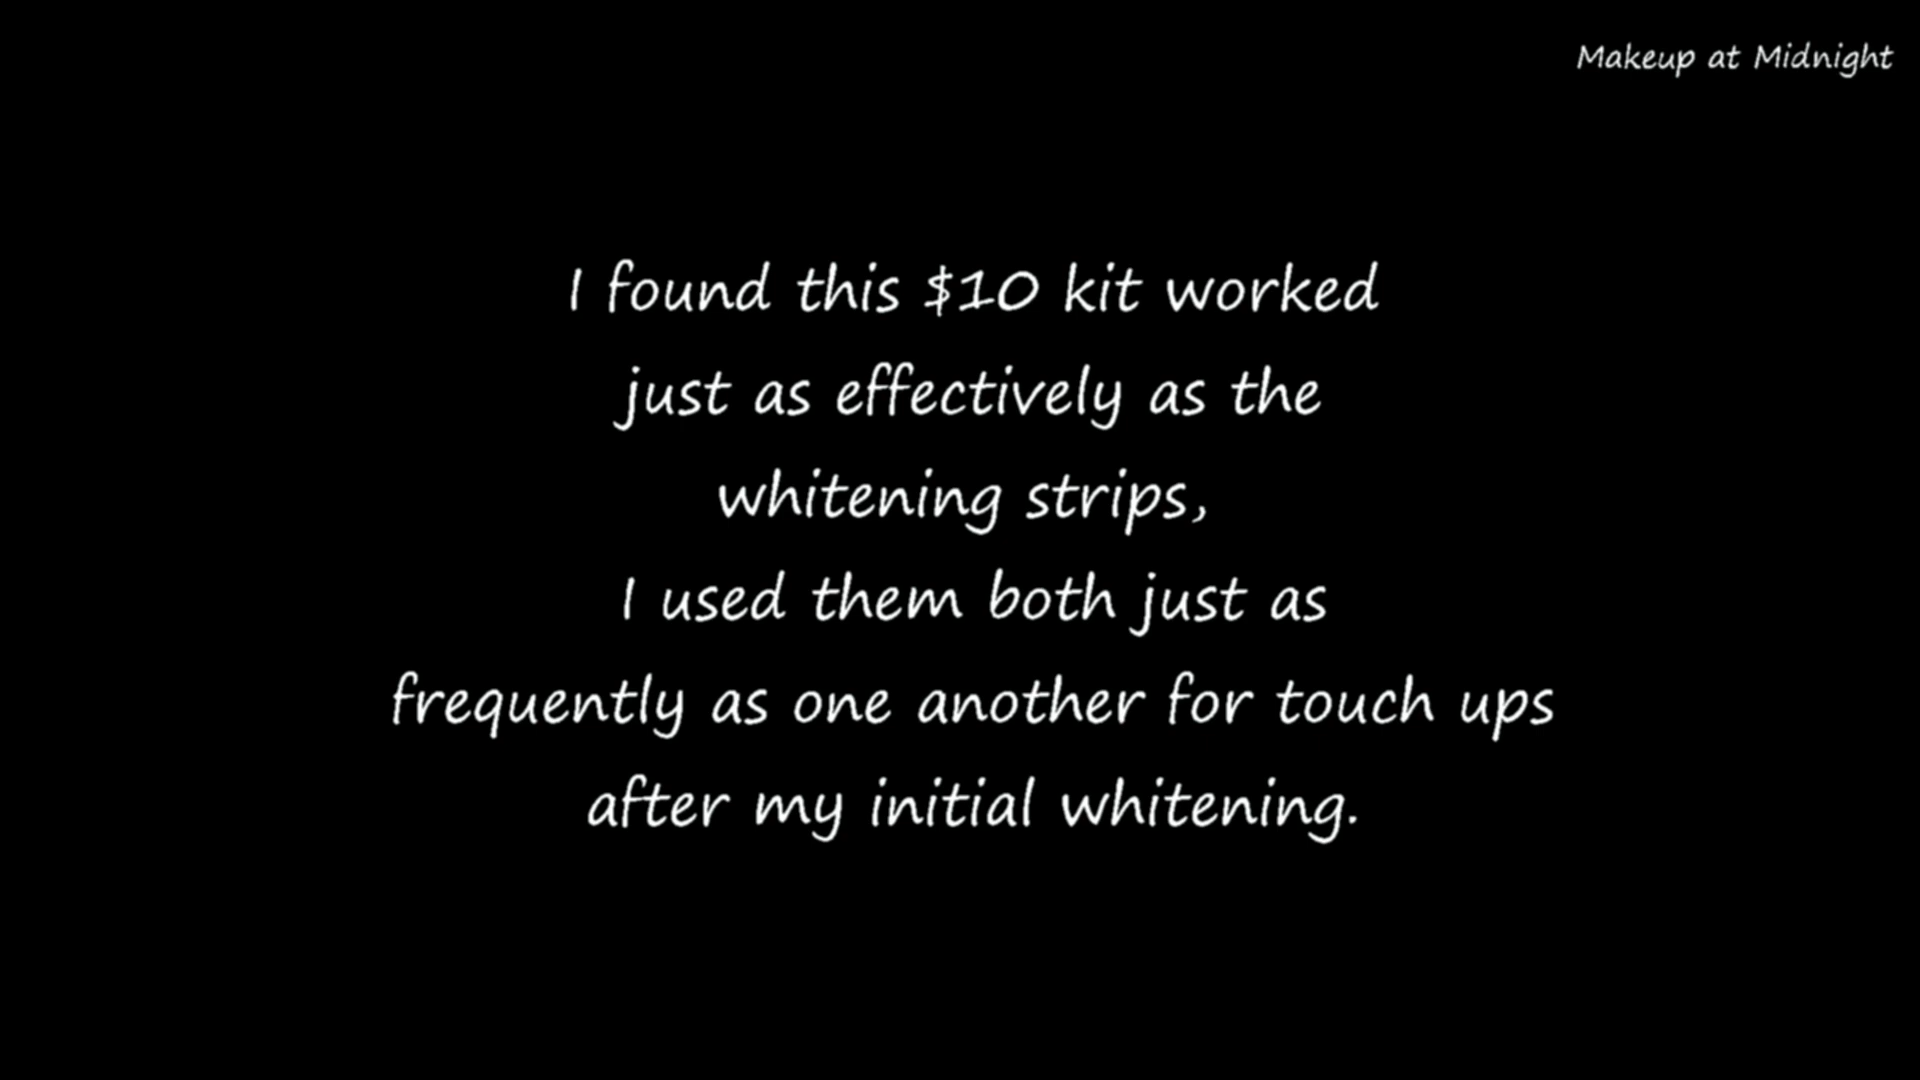 Makeup at Midnight
I found this $10 kit worked
just as effectively as the
whitening strips,
I used them both just as
frequently as one another for touch ups
after my initial whitening.